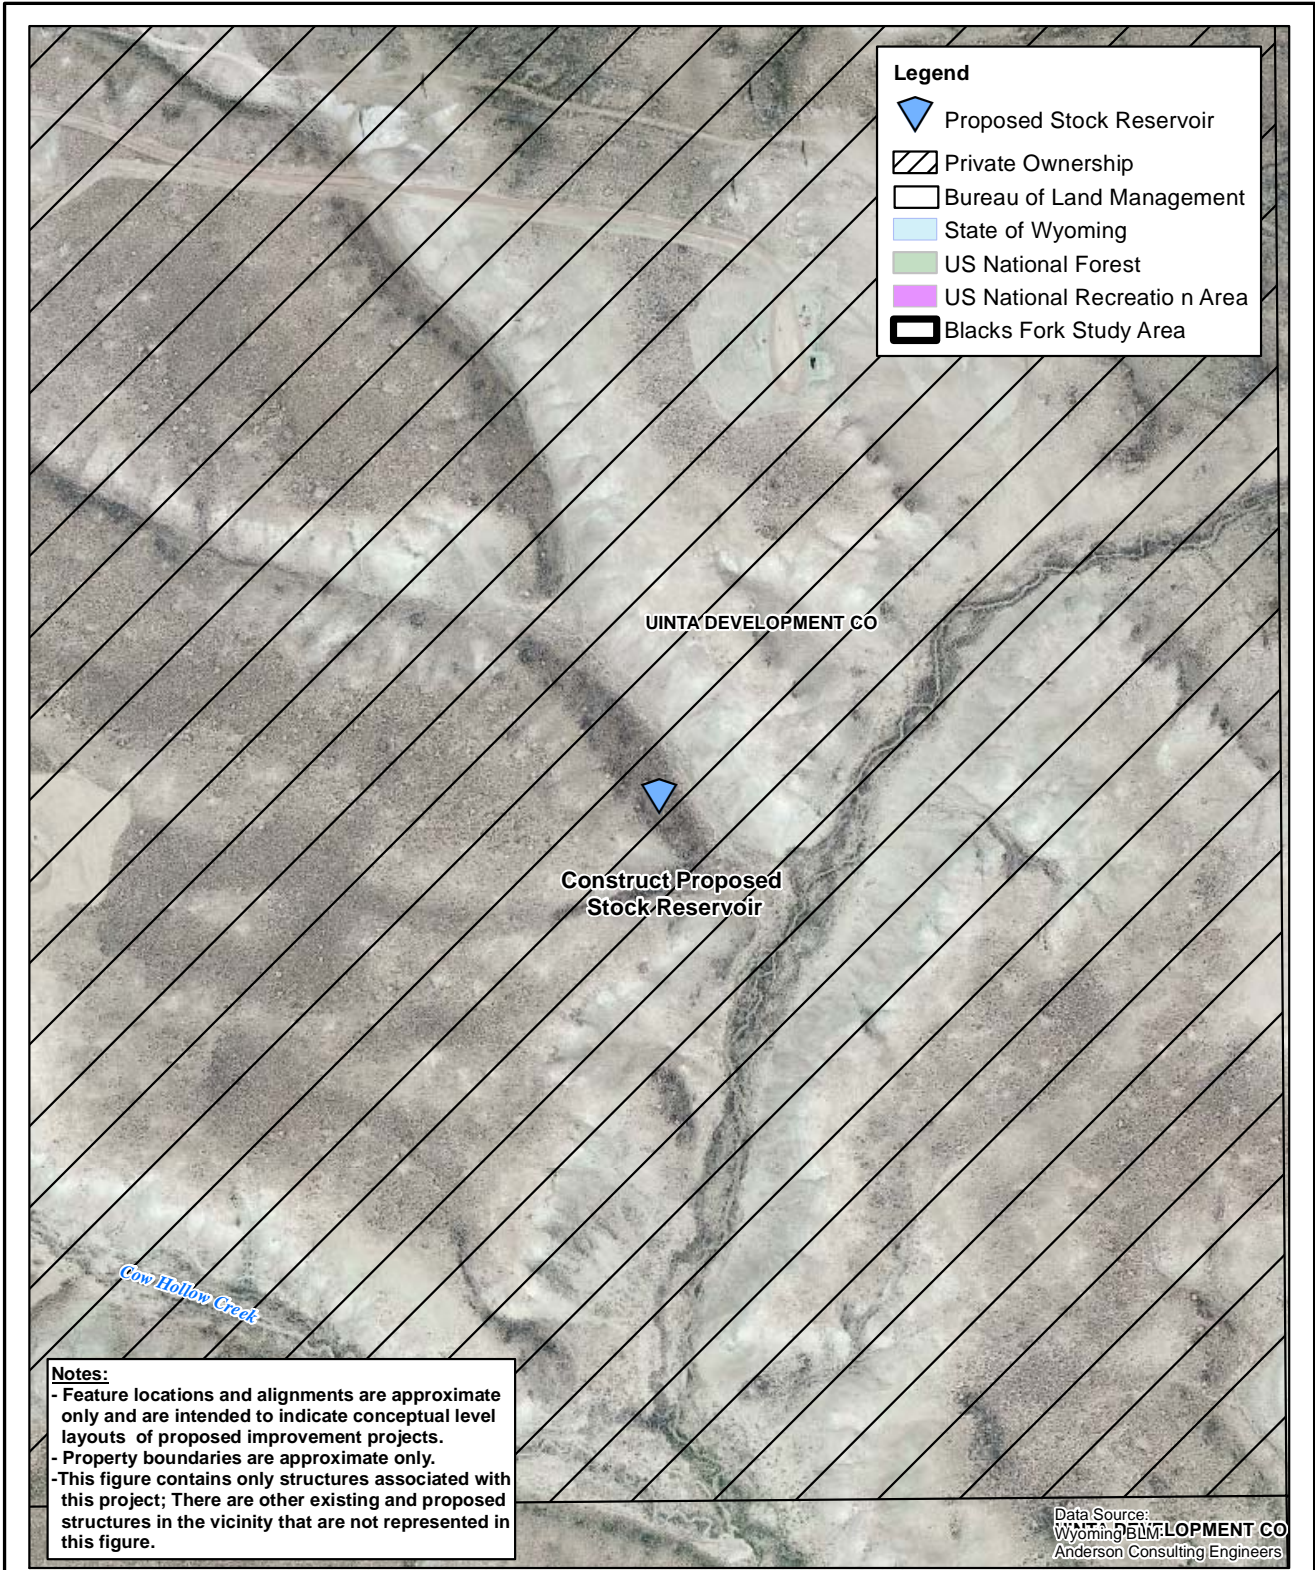 Legend
Proposed Stock Reservoir
Private Ownership
Bureau of Land Management
State of Wyoming
US National Forest
US National Recreatio n Area
Blacks Fork Study Area
UINTA DEVELOPMENT CO
Construct Proposed
Stock Reservoir
Cow Hollow Creek
Notes:
- Feature locations and alignments are approximate
only and are intended to indicate conceptual level
layouts of proposed improvement projects.
- Property boundaries are approximate only.
-This figure contains only structures associated with
this project; There are other existing and proposed
structures in the vicinity that are not represented in
this figure.
Data Source:
Wyoming BLM
UINTA DEVELOPMENT CO
Anderson Consulting Engineers